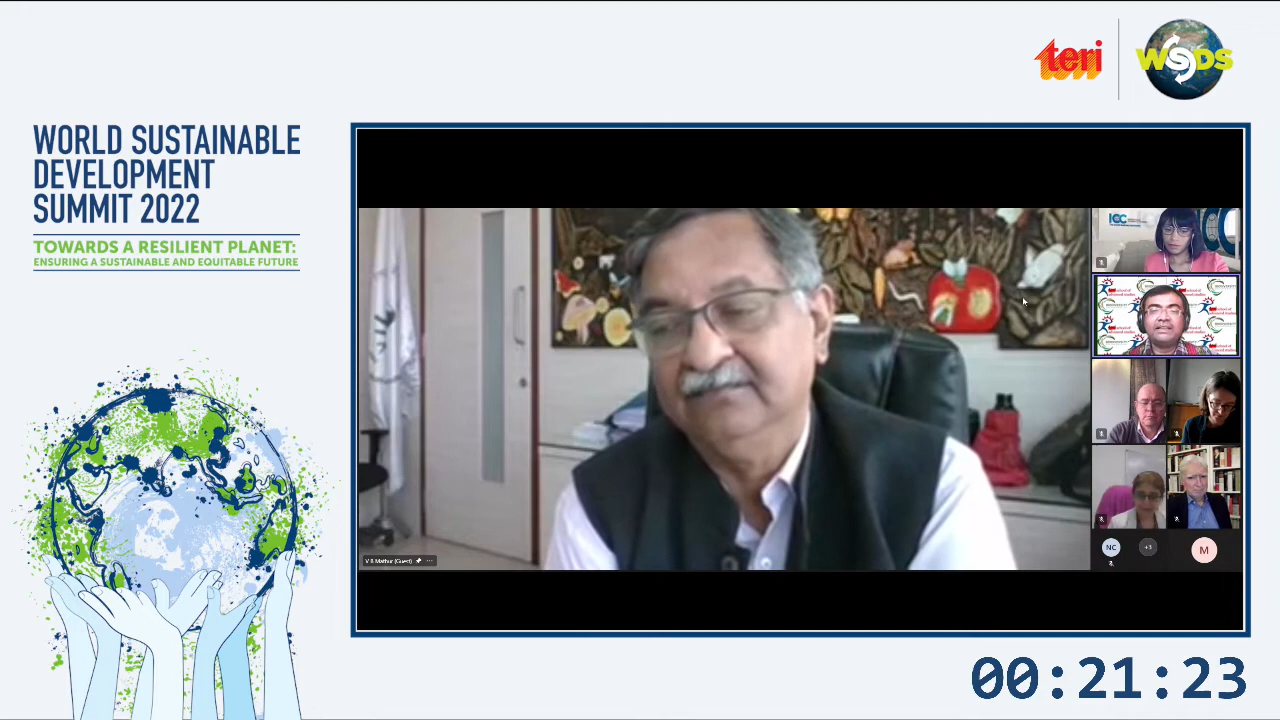 teri
WSDS
WORLD SUSTAINABLE
DEVELOPMENT
SUMMIT 2022
TOWARDS A RESILIENT PLANET:
ENSURING A SUSTAINABLE AND EQUITABLE FUTURE
ICC
V B Mathur (Guest)
NC
+3
M
00:21:23